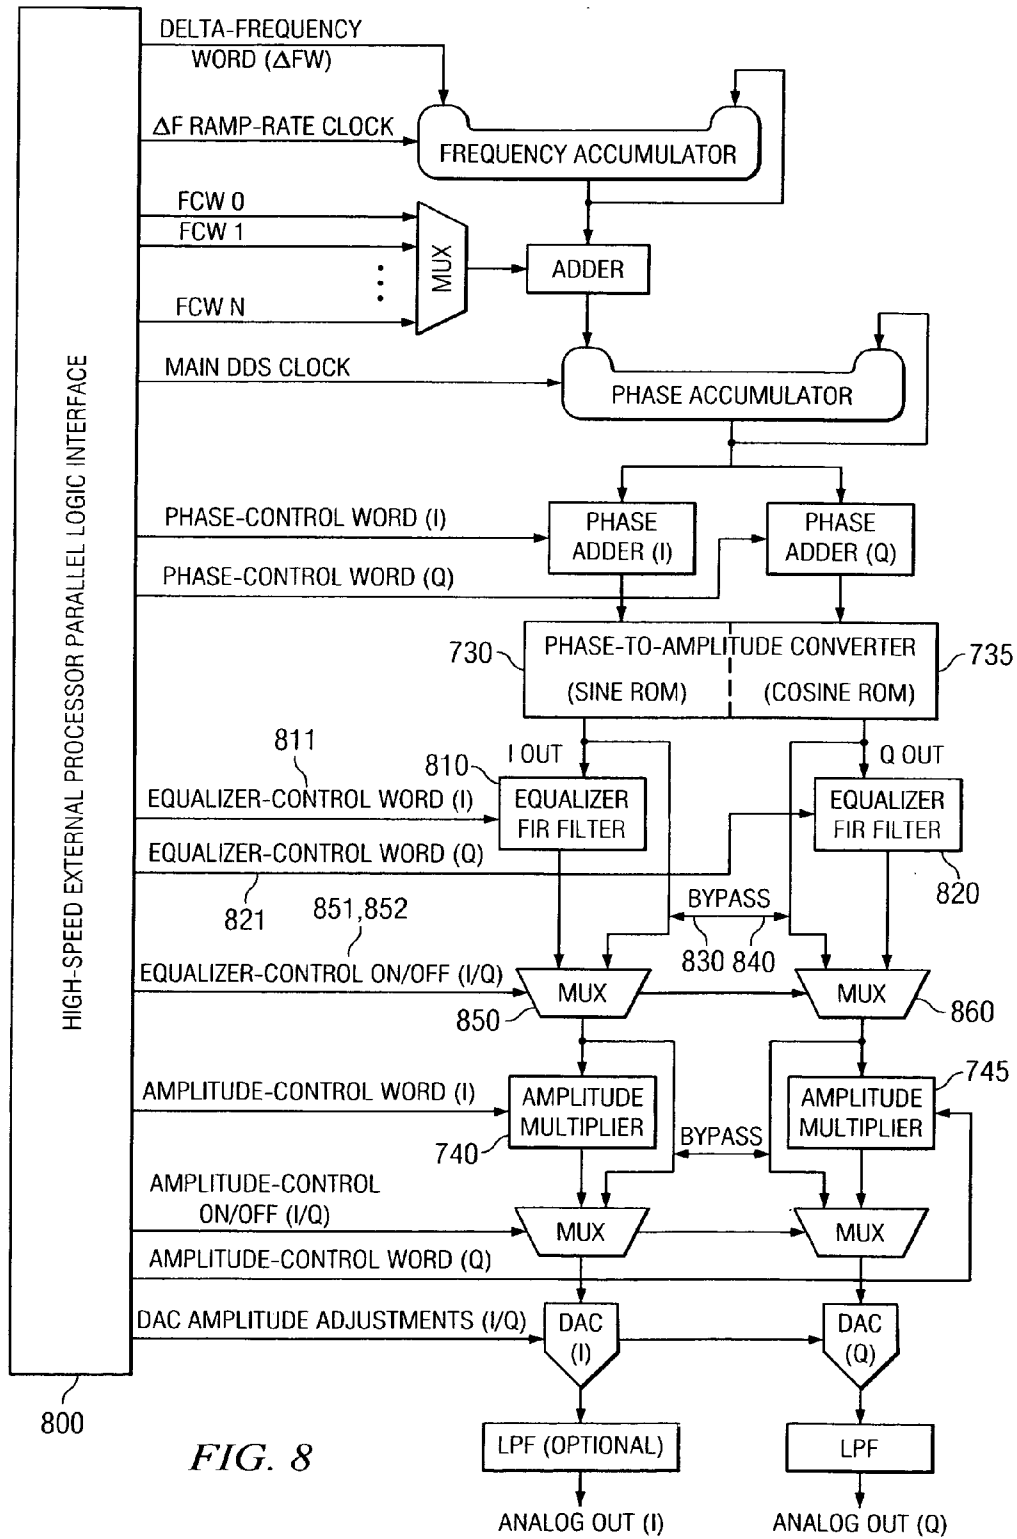 DELTA-FREQUENCY
WORD (ΔFW)
ΔF RAMP-RATE CLOCK
FREQUENCY ACCUMULATOR
FCW 0
FCW 1
MUX
ADDER
FCW N
MAIN DDS CLOCK
PHASE ACCUMULATOR
HIGH-SPEED EXTERNAL PROCESSOR PARALLEL LOGIC INTERFACE
PHASE-CONTROL WORD (I)
PHASE
ADDER (I)
PHASE
ADDER (Q)
PHASE-CONTROL WORD (Q)
730
PHASE-TO-AMPLITUDE CONVERTER
735
(SINE ROM)
(COSINE ROM)
811
810
I OUT
Q OUT
EQUALIZER-CONTROL WORD (I)
EQUALIZER
FIR FILTER
EQUALIZER
FIR FILTER
EQUALIZER-CONTROL WORD (Q)
820
821
851,852
BYPASS
830 840
EQUALIZER-CONTROL ON/OFF (I/Q)
MUX
MUX
850
860
745
AMPLITUDE-CONTROL WORD (I)
AMPLITUDE
MULTIPLIER
AMPLITUDE
MULTIPLIER
740
BYPASS
AMPLITUDE-CONTROL
ON/OFF (I/Q)
MUX
MUX
AMPLITUDE-CONTROL WORD (Q)
DAC AMPLITUDE ADJUSTMENTS (I/Q)
DAC
(I)
DAC
(Q)
800
FIG. 8
LPF (OPTIONAL)
LPF
ANALOG OUT (I)
ANALOG OUT (Q)